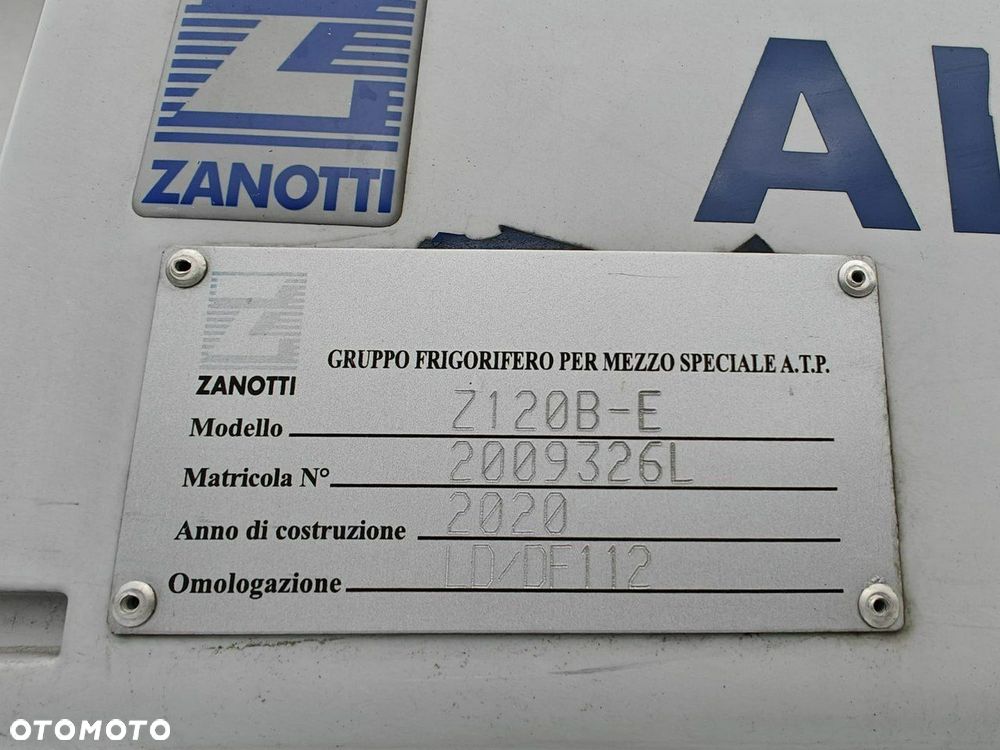 ZANOTTI
ZANOTTI
GRUPPO FRIGORIFERO PER MEZZO SPECIALE A.T.P.
Modello Z120B-E
Matricola N° 2009326L
Anno di costruzione 2020
Omologazione LD/DF112
OTOMOTO